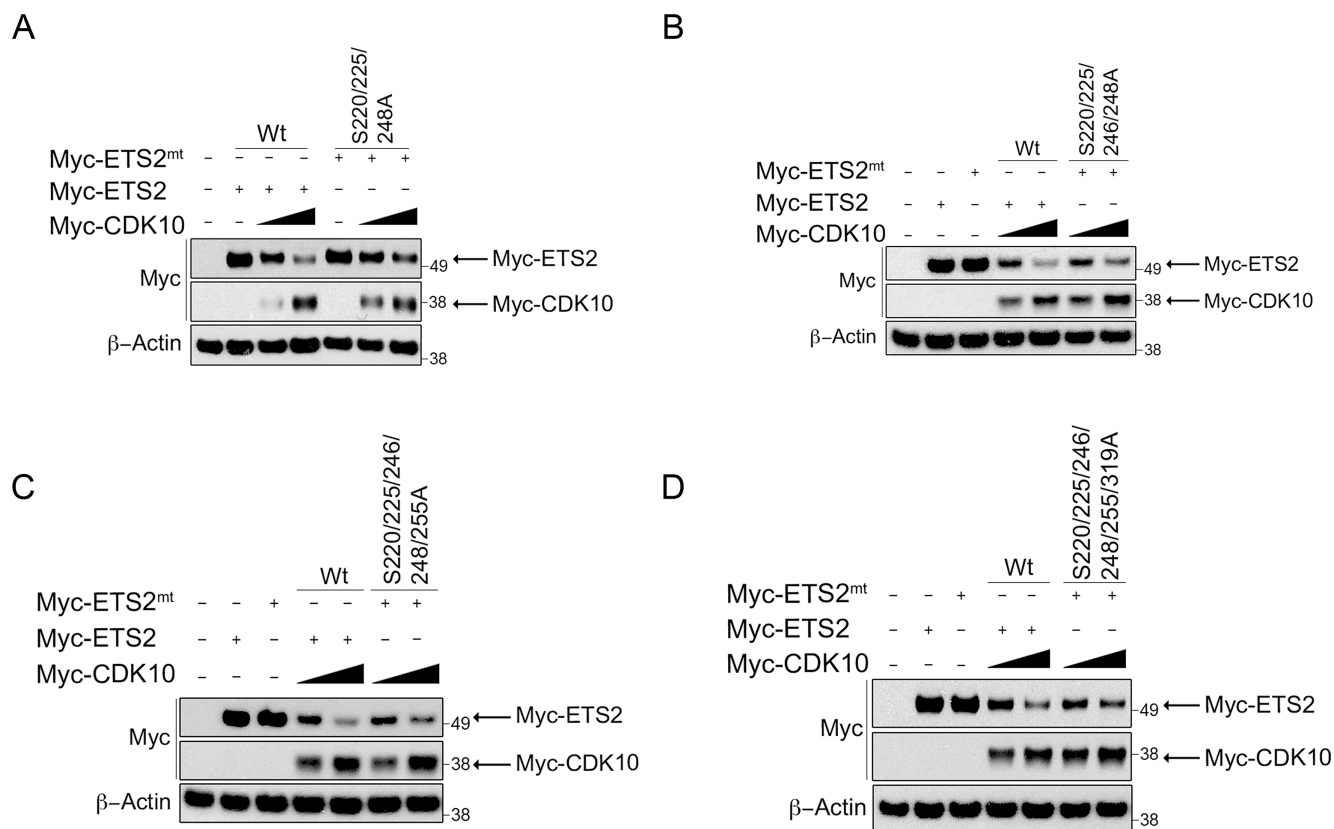 A
S220/225/
248A
Wt
Myc-ETS2mt – – – – + + +
Myc-ETS2 – + + + – – –
Myc-CDK10 – – –
Myc
49
Myc-ETS2
38
Myc-CDK10
β–Actin
38
B
S220/225/
246/248A
Wt
Myc-ETS2mt – – + – – + +
Myc-ETS2 – + – + + – –
Myc-CDK10 – – –
Myc
49
Myc-ETS2
38
Myc-CDK10
β–Actin
38
C
S220/225/246/
248/255A
Wt
Myc-ETS2mt – – + – – + +
Myc-ETS2 – + – + + – –
Myc-CDK10 – – –
Myc
49
Myc-ETS2
38
Myc-CDK10
β–Actin
38
D
S220/225/246/
248/255/319A
Wt
Myc-ETS2mt – – + – – + +
Myc-ETS2 – + – + + – –
Myc-CDK10 – – –
Myc
49
Myc-ETS2
38
Myc-CDK10
β–Actin
38